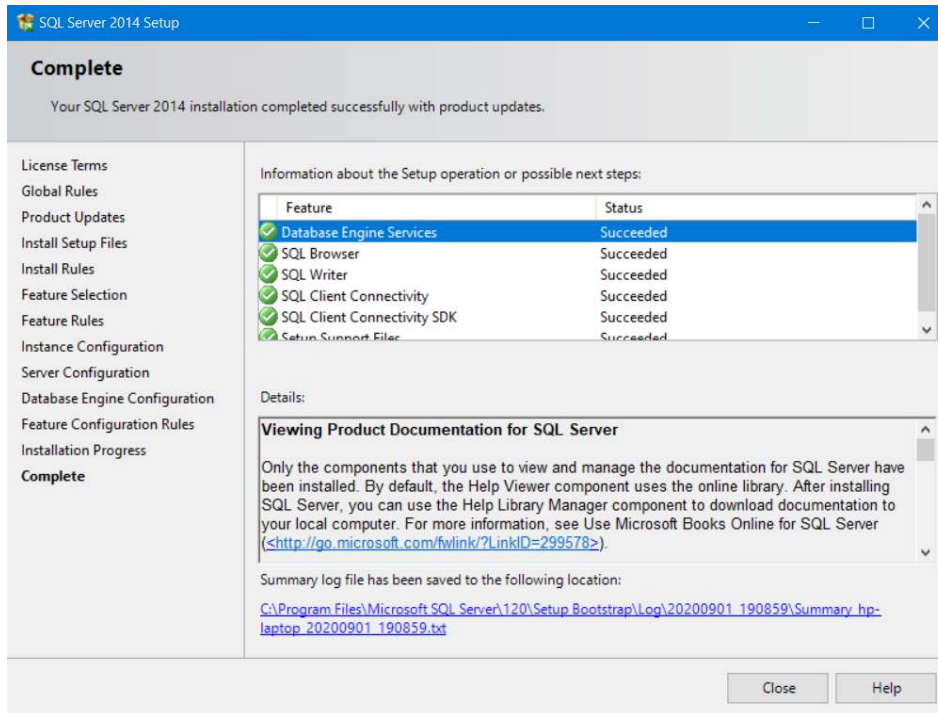 SQL Server 2014 Setup
Complete
Your SQL Server 2014 installation completed successfully with product updates.
License Terms
Global Rules
Product Updates
Install Setup Files
Install Rules
Feature Selection
Feature Rules
Instance Configuration
Server Configuration
Database Engine Configuration
Feature Configuration Rules
Installation Progress
Complete
Information about the Setup operation or possible next steps:
Feature Status
Database Engine Services Succeeded
SQL Browser Succeeded
SQL Writer Succeeded
SQL Client Connectivity Succeeded
SQL Client Connectivity SDK Succeeded
Setup Support Files Succeeded
Details:
Viewing Product Documentation for SQL Server
Only the components that you use to view and manage the documentation for SQL Server have
been installed. By default, the Help Viewer component uses the online library. After installing
SQL Server, you can use the Help Library Manager component to download documentation to
your local computer. For more information, see Use Microsoft Books Online for SQL Server
(<http://go.microsoft.com/fwlink/?LinkID=299578>).
Summary log file has been saved to the following location:
C:\Program Files\Microsoft SQL Server\120\Setup Bootstrap\Log\20200901_190859\Summary_hp-
laptop_20200901_190859.txt
Close Help